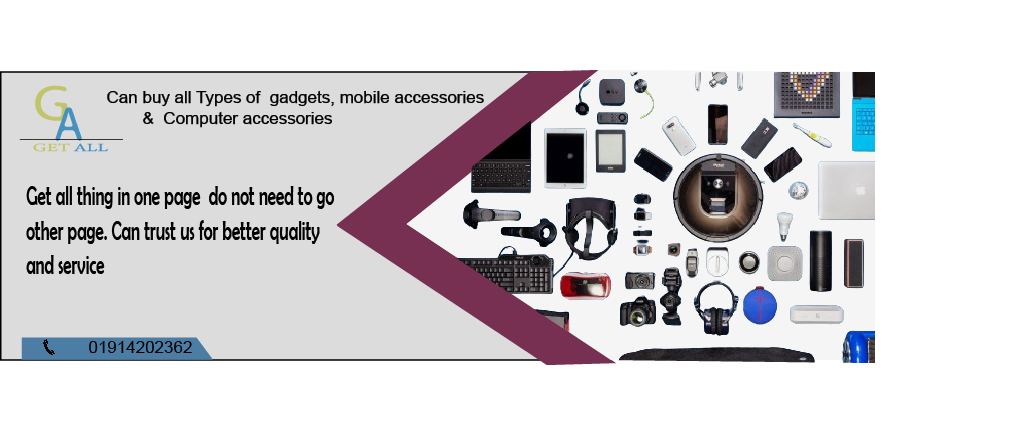 GA
GET ALL
Can buy all Types of gadgets, mobile accessories
& Computer accessories
Get all thing in one page do not need to go
other page. Can trust us for better quality
and service
01914202362